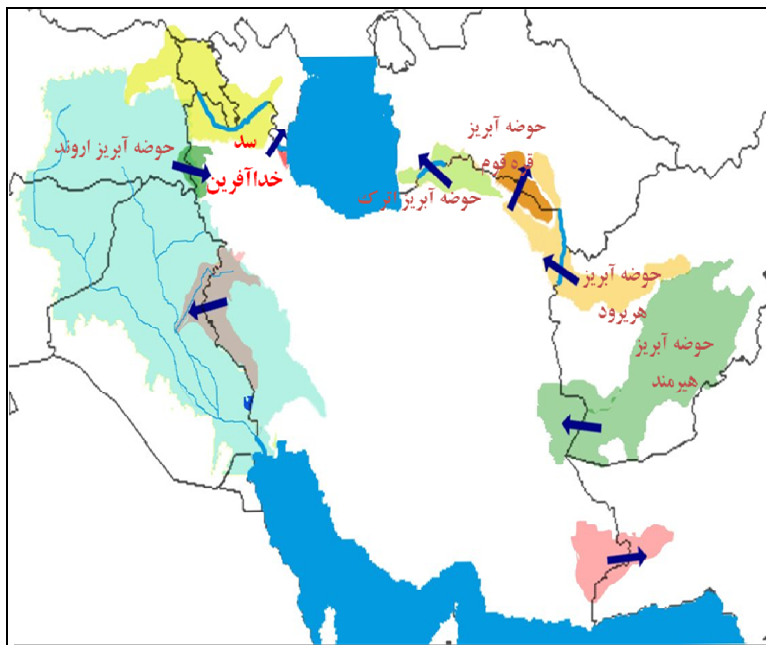 حوضه آبریز
قره قوم
حوضه آبریز اروند
سد
خداآفرین
حوضه آبریز اترک
حوضه آبریز
هریرود
حوضه آبریز
هیرمند